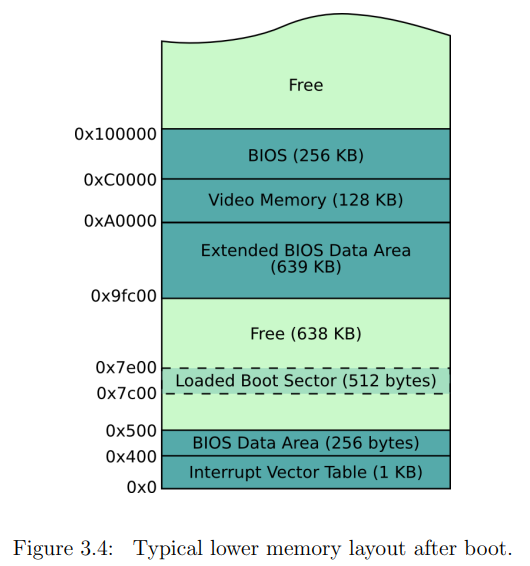 Free
0x100000
BIOS (256 KB)
0xC0000
Video Memory (128 KB)
0xA0000
Extended BIOS Data Area
(639 KB)
0x9fc00
Free (638 KB)
0x7e00
Loaded Boot Sector (512 bytes)
0x7c00
0x500
BIOS Data Area (256 bytes)
0x400
Interrupt Vector Table (1 KB)
0x0
Figure 3.4: Typical lower memory layout after boot.